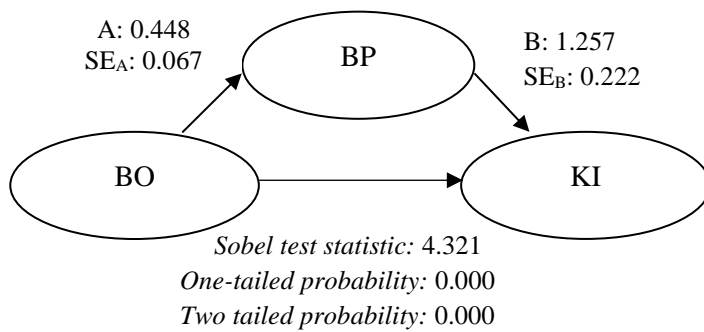 A: 0.448
SEA: 0.067
BP
B: 1.257
SEB: 0.222
BO
KI
Sobel test statistic: 4.321
One-tailed probability: 0.000
Two tailed probability: 0.000